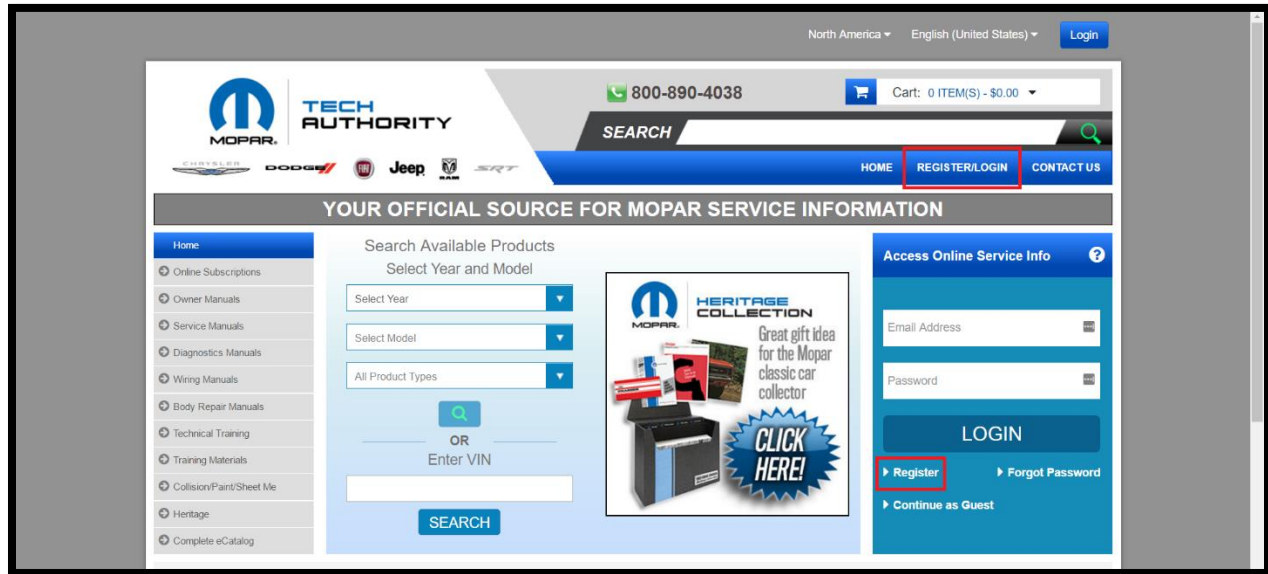 North America
English (United States)
Login
MOPAR.
TECH
AUTHORITY
800-890-4038
Cart: 0 ITEM(S) - $0.00
SEARCH
CHRYSLER
DODGE
FIAT
Jeep
RAM
SRT
HOME
REGISTER/LOGIN
CONTACT US
YOUR OFFICIAL SOURCE FOR MOPAR SERVICE INFORMATION
Home
Online Subscriptions
Owner Manuals
Service Manuals
Diagnostics Manuals
Wiring Manuals
Body Repair Manuals
Technical Training
Training Materials
Collision/Paint/Sheet Me
Heritage
Complete eCatalog
Search Available Products
Select Year and Model
Select Year
Select Model
All Product Types
OR
Enter VIN
SEARCH
MOPAR.
HERITAGE
COLLECTION
Great gift idea
for the Mopar
classic car
collector
CLICK
HERE!
Access Online Service Info
?
Email Address
Password
LOGIN
Register
Forgot Password
Continue as Guest